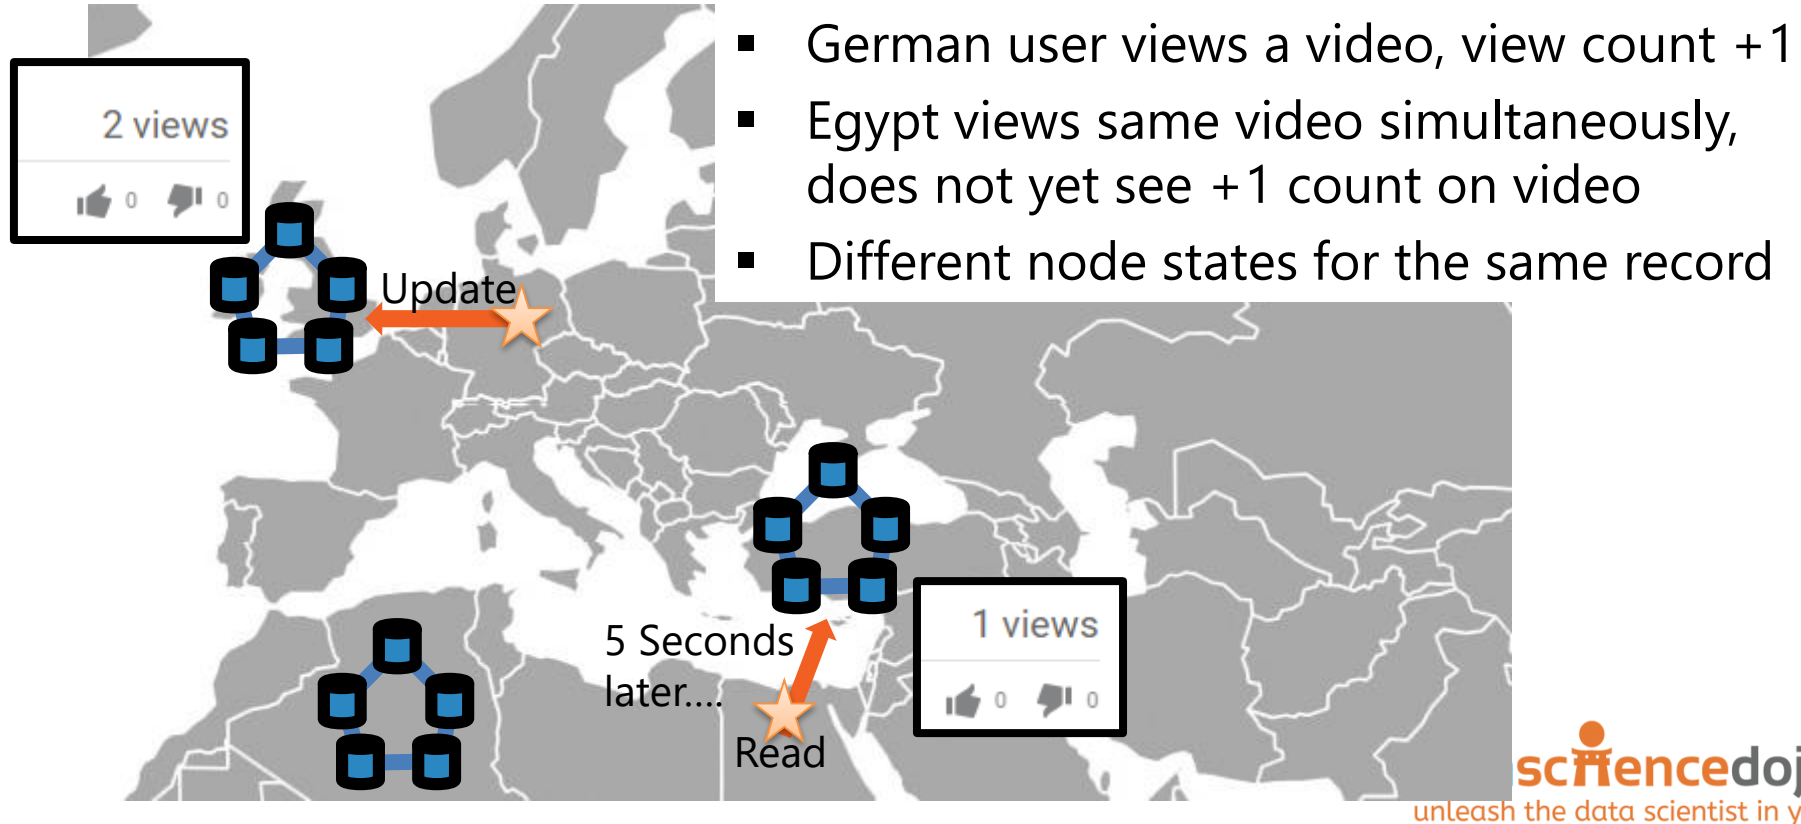 ▪ German user views a video, view count +1
▪ Egypt views same video simultaneously,
does not yet see +1 count on video
▪ Different node states for the same record
2 views
0 0
Update
5 Seconds
later....
Read
1 views
0 0
sciencedoj
unleash the data scientist in y